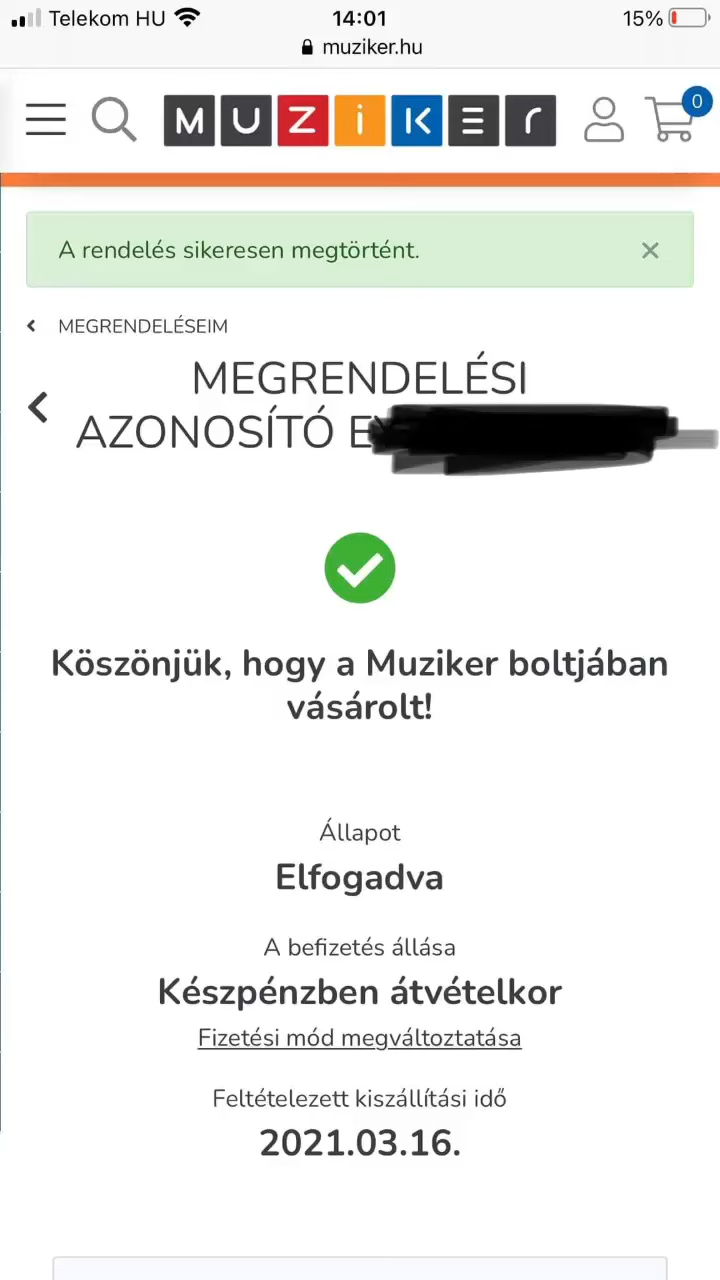 Telekom HU 14:01 15%
muziker.hu
MUZIKER 0
A rendelés sikeresen megtörtént. ×
MEGRENDELÉSEIM
MEGRENDELÉSI
AZONOSÍTÓ
Köszönjük, hogy a Muziker boltjában
vásárolt!
Állapot
Elfogadva
A befizetés állása
Készpénzben átvételkor
Fizetési mód megváltoztatása
Feltételezett kiszállítási idő
2021.03.16.